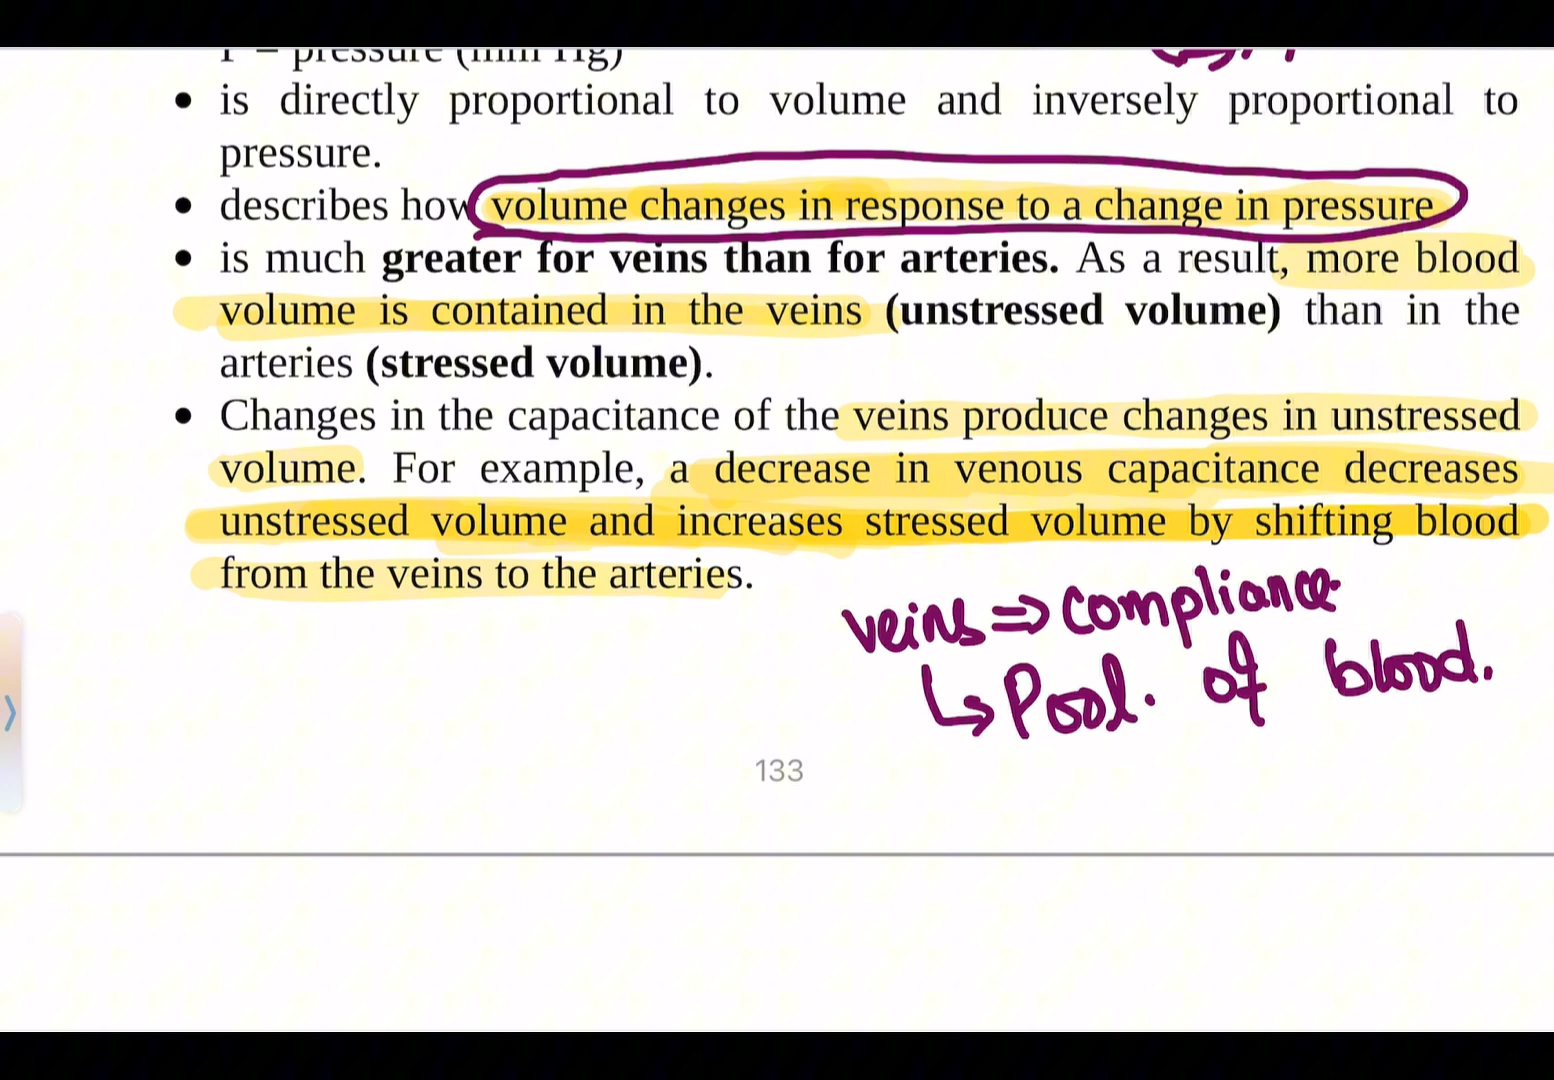 P = pressure (mm Hg)
• is directly proportional to volume and inversely proportional to
pressure.
• describes how volume changes in response to a change in pressure
• is much greater for veins than for arteries. As a result, more blood
volume is contained in the veins (unstressed volume) than in the
arteries (stressed volume).
• Changes in the capacitance of the veins produce changes in unstressed
volume. For example, a decrease in venous capacitance decreases
unstressed volume and increases stressed volume by shifting blood
from the veins to the arteries.
veins ⇒ compliance
↳ Pool. of blood.
133